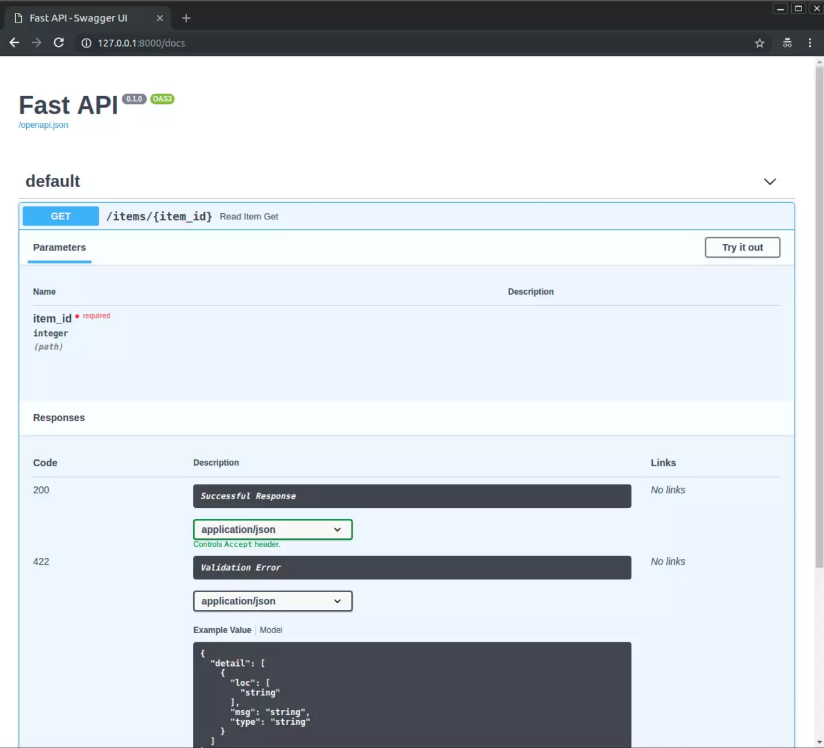 Fast API - Swagger UI
127.0.0.1:8000/docs
Fast API 0.1.0 OAS3
/openapi.json
default
GET /items/{item_id} Read Item Get
Parameters Try it out
Name Description
item_id * required
integer
(path)
Responses
Code Description Links
200 Successful Response No links
application/json
Controls Accept header.
422 Validation Error No links
application/json
Example Value | Model
{
  "detail": [
    {
      "loc": [
        "string"
      ],
      "msg": "string",
      "type": "string"
    }
  ]